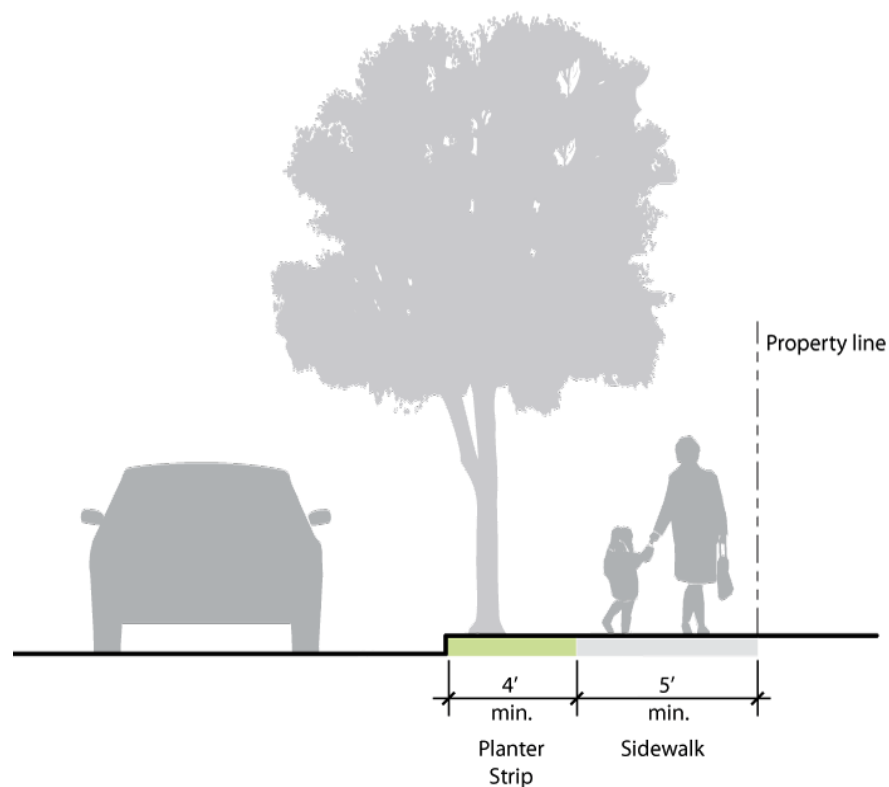 Property line
4’
min.
5’
min.
Planter
Strip
Sidewalk